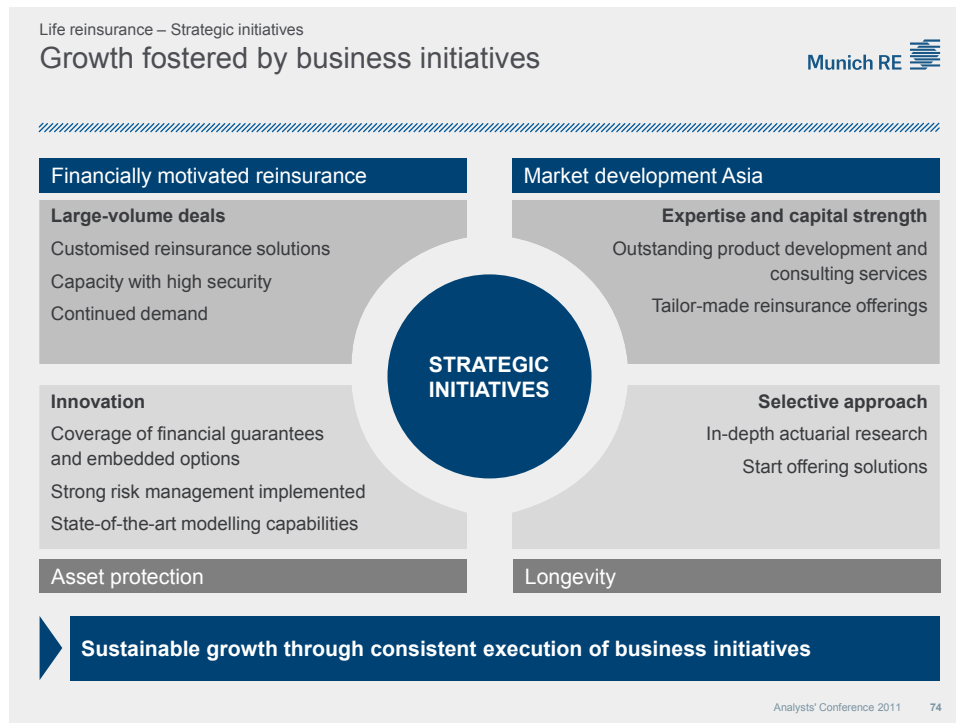 Life reinsurance – Strategic initiatives
Growth fostered by business initiatives
Munich RE
Financially motivated reinsurance
Large-volume deals
Customised reinsurance solutions
Capacity with high security
Continued demand
Market development Asia
Expertise and capital strength
Outstanding product development and
consulting services
Tailor-made reinsurance offerings
STRATEGIC
INITIATIVES
Innovation
Coverage of financial guarantees
and embedded options
Strong risk management implemented
State-of-the-art modelling capabilities
Asset protection
Selective approach
In-depth actuarial research
Start offering solutions
Longevity
Sustainable growth through consistent execution of business initiatives
Analysts' Conference 2011 74